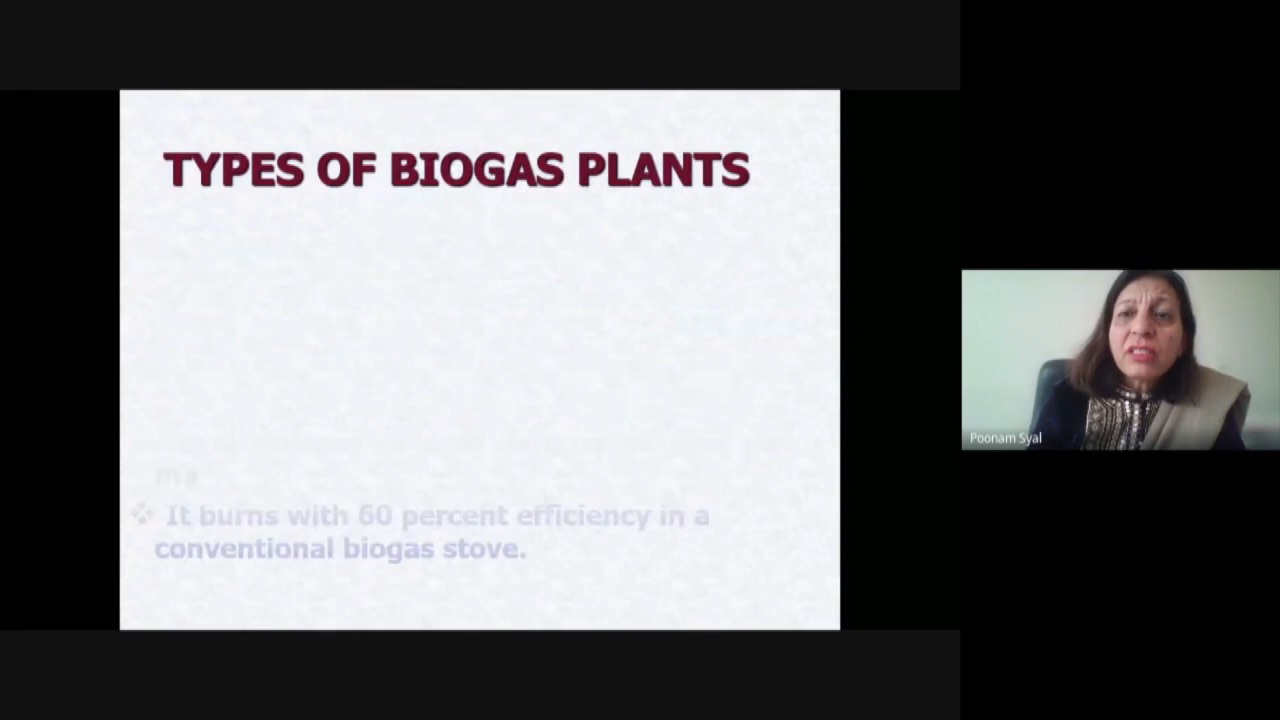 TYPES OF BIOGAS PLANTS
It burns with 60 percent efficiency in a
conventional biogas stove.
Poonam Syal